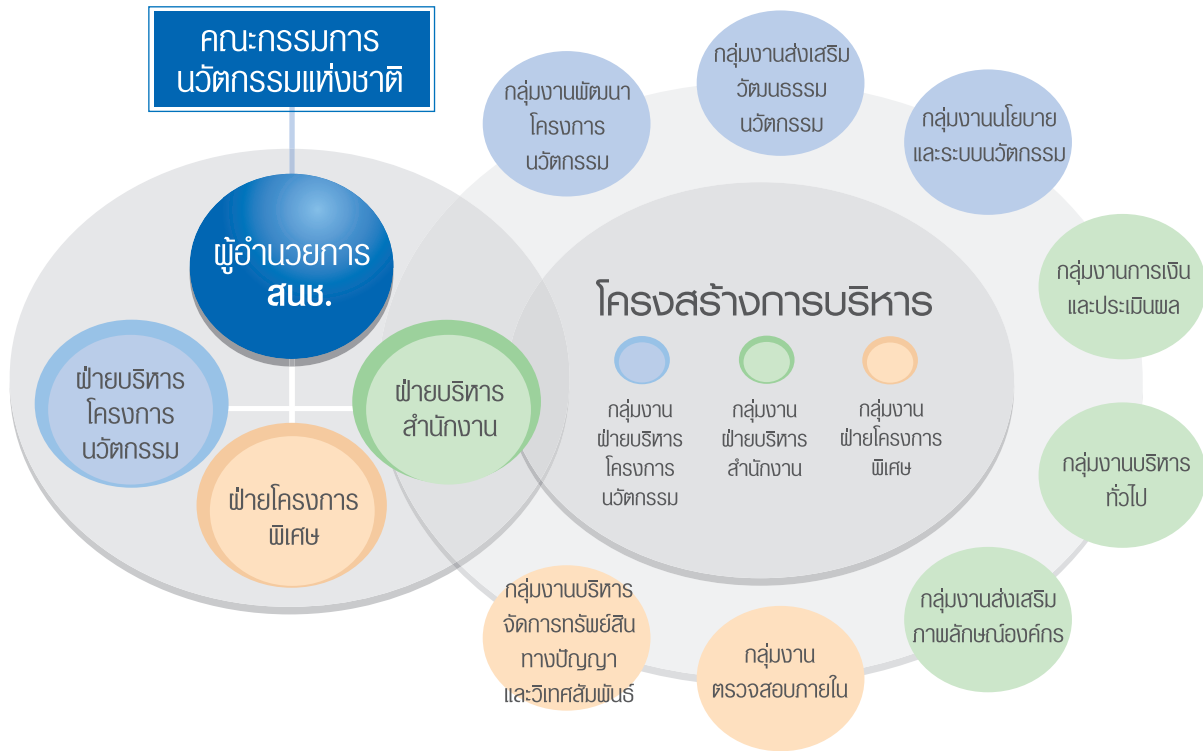 คณะกรรมการ
นวัตกรรมแห่งชาติ
ผู้อำนวยการ
สนช.
ฝ่ายบริหาร
โครงการ
นวัตกรรม
ฝ่ายโครงการ
พิเศษ
ฝ่ายบริหาร
สำนักงาน
โครงสร้างการบริหาร
กลุ่มงาน
ฝ่ายบริหาร
โครงการ
นวัตกรรม
กลุ่มงาน
ฝ่ายบริหาร
สำนักงาน
กลุ่มงาน
ฝ่ายโครงการ
พิเศษ
กลุ่มงานพัฒนา
โครงการ
นวัตกรรม
กลุ่มงานส่งเสริม
วัฒนธรรม
นวัตกรรม
กลุ่มงานนโยบาย
และระบบนวัตกรรม
กลุ่มงานการเงิน
และประเมินผล
กลุ่มงานบริหาร
ทั่วไป
กลุ่มงานส่งเสริม
ภาพลักษณ์องค์กร
กลุ่มงาน
ตรวจสอบภายใน
กลุ่มงานบริหาร
จัดการทรัพย์สิน
ทางปัญญา
และวิเทศสัมพันธ์